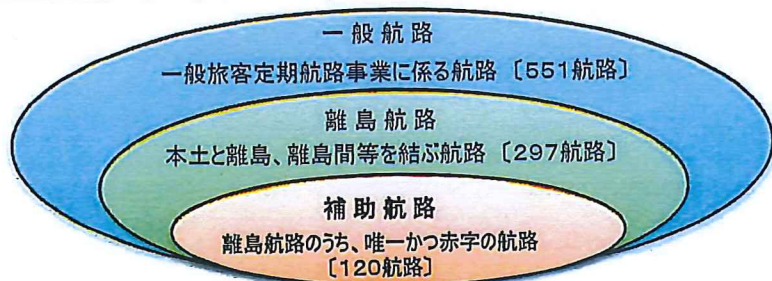 一般航路
一般旅客定期航路事業に係る航路〔551航路〕
離島航路
本土と離島、離島間等を結ぶ航路〔297航路〕
補助航路
離島航路のうち、唯一かつ赤字の航路
〔120航路〕